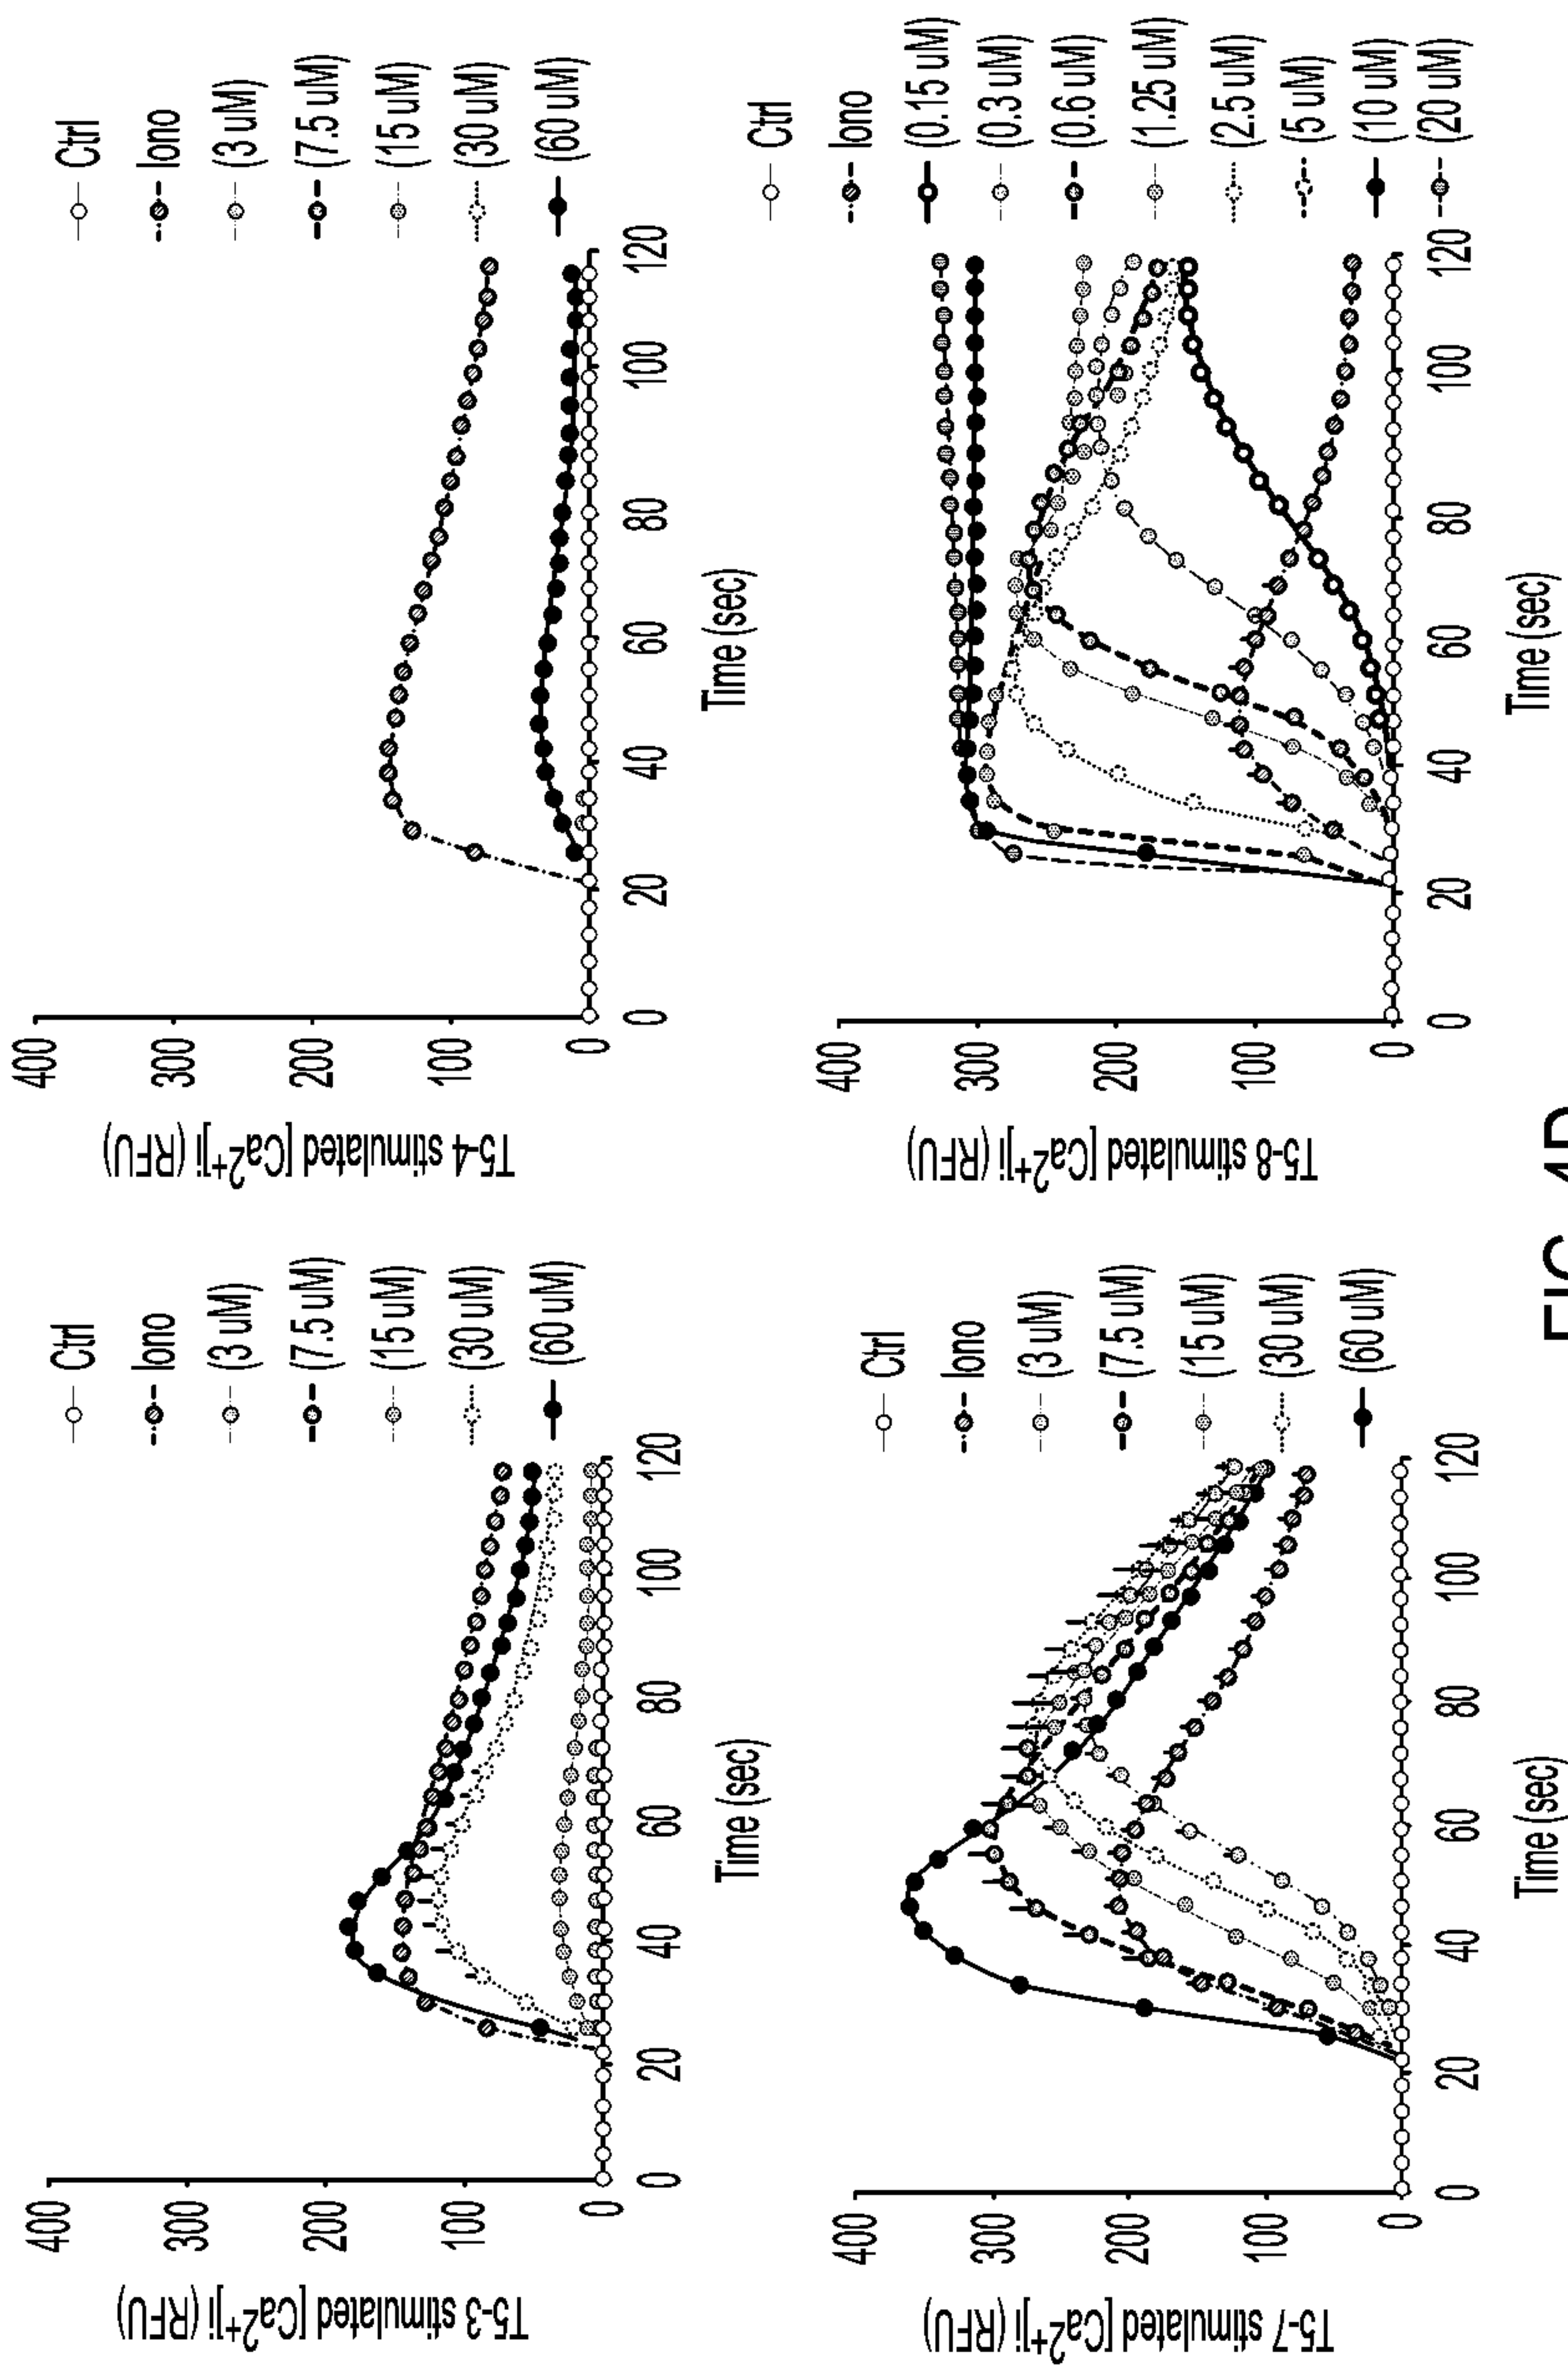 T5-3 stimulated [Ca2+]i (RFU)
400
300
200
100
0
0 20 40 60 80 100 120
Time (sec)
Ctrl
Iono
(3 uM)
(7.5 uM)
(15 uM)
(30 uM)
(60 uM)
T5-4 stimulated [Ca2+]i (RFU)
400
300
200
100
0
0 20 40 60 80 100 120
Time (sec)
Ctrl
Iono
(3 uM)
(7.5 uM)
(15 uM)
(30 uM)
(60 uM)
T5-7 stimulated [Ca2+]i (RFU)
400
300
200
100
0
0 20 40 60 80 100 120
Time (sec)
Ctrl
Iono
(3 uM)
(7.5 uM)
(15 uM)
(30 uM)
(60 uM)
T5-8 stimulated [Ca2+]i (RFU)
400
300
200
100
0
0 20 40 60 80 100 120
Time (sec)
Ctrl
Iono
(0.15 uM)
(0.3 uM)
(0.6 uM)
(1.25 uM)
(2.5 uM)
(5 uM)
(10 uM)
(20 uM)
FIG.